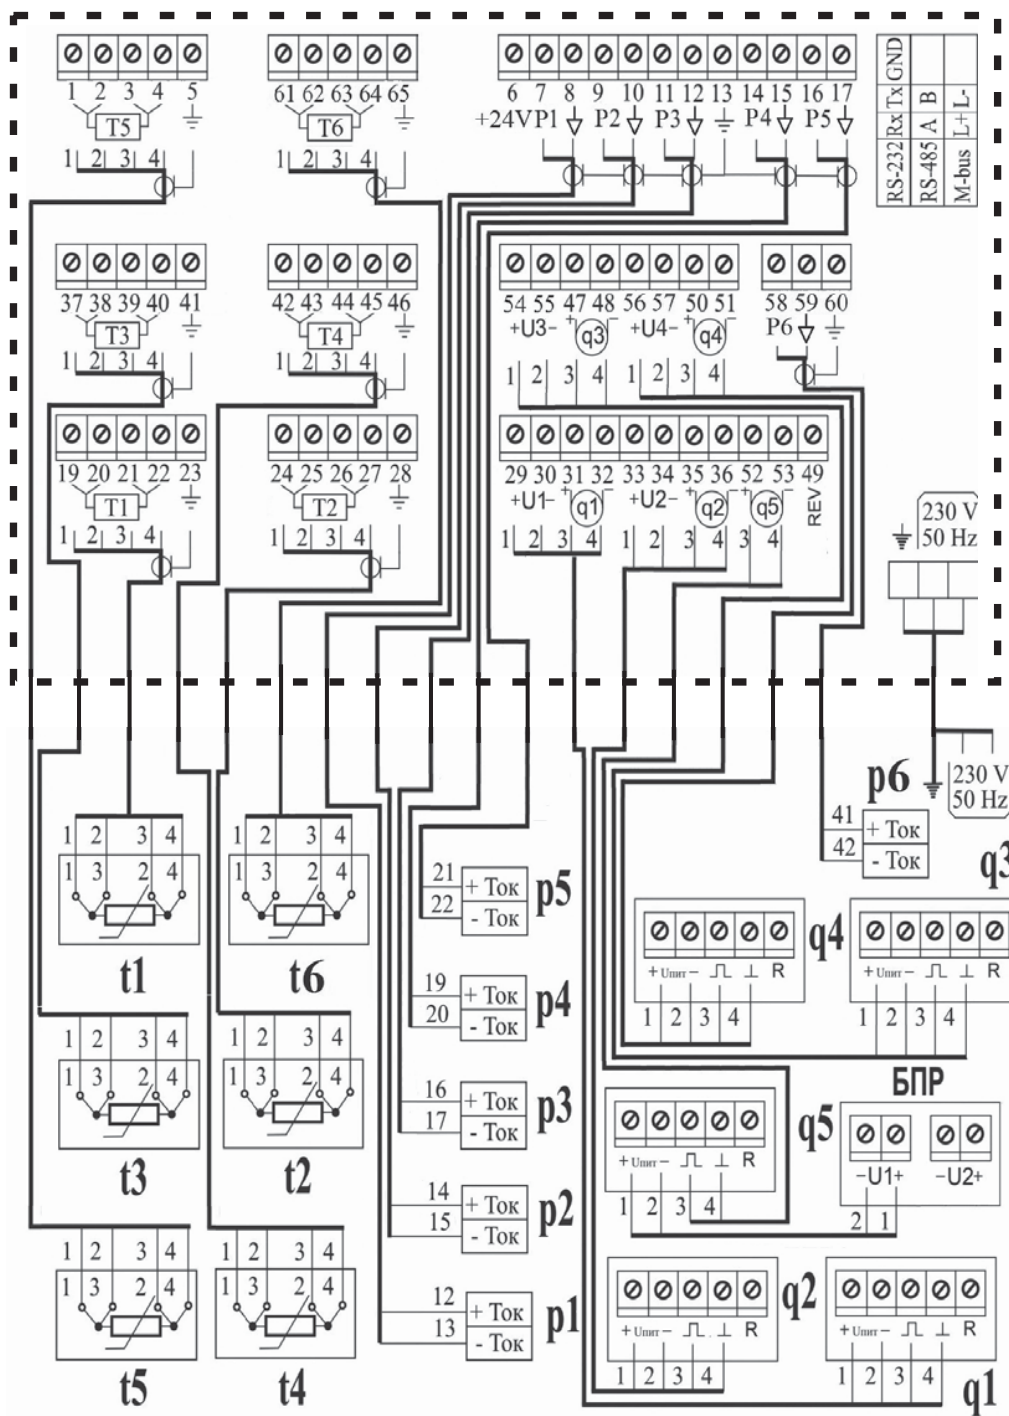 1 2 3 4 5
T5
1 2 3 4
61 62 63 64 65
T6
1 2 3 4
6 7 8 9 10 11 12 13 14 15 16 17
+24V P1 P2 P3 P4 P5
RS-232 Rx Tx GND
RS-485 A B
M-bus L+ L-
37 38 39 40 41
T3
1 2 3 4
42 43 44 45 46
T4
1 2 3 4
54 55 47 48 56 57 50 51
+U3- + q3 - +U4- + q4 -
1 2 3 4 1 2 3 4
58 59 60
P6
19 20 21 22 23
T1
1 2 3 4
24 25 26 27 28
T2
1 2 3 4
29 30 31 32 33 34 35 36 52 53 49
+U1- + q1 - +U2- + q2 - + q5 - REV
1 2 3 4 1 2 3 4 3 4
230 V
50 Hz
230 V
50 Hz
p6
41 + Ток
42 - Ток
1 2 3 4
1 3 2 4
t1
1 2 3 4
1 3 2 4
t6
21 + Ток
22 - Ток
p5
q3
+ Uпит - ⎍ ⊥ R
1 2 3 4
q4
+ Uпит - ⎍ ⊥ R
1 2 3 4
19 + Ток
20 - Ток
p4
1 2 3 4
1 3 2 4
t3
1 2 3 4
1 3 2 4
t2
16 + Ток
17 - Ток
p3
q5
+ Uпит - ⎍ ⊥ R
1 2 3 4
БПР
-U1+ -U2+
2 1
14 + Ток
15 - Ток
p2
1 2 3 4
1 3 2 4
t5
1 2 3 4
1 3 2 4
t4
12 + Ток
13 - Ток
p1
q2
+ Uпит - ⎍ ⊥ R
1 2 3 4
+ Uпит - ⎍ ⊥ R
1 2 3 4
q1